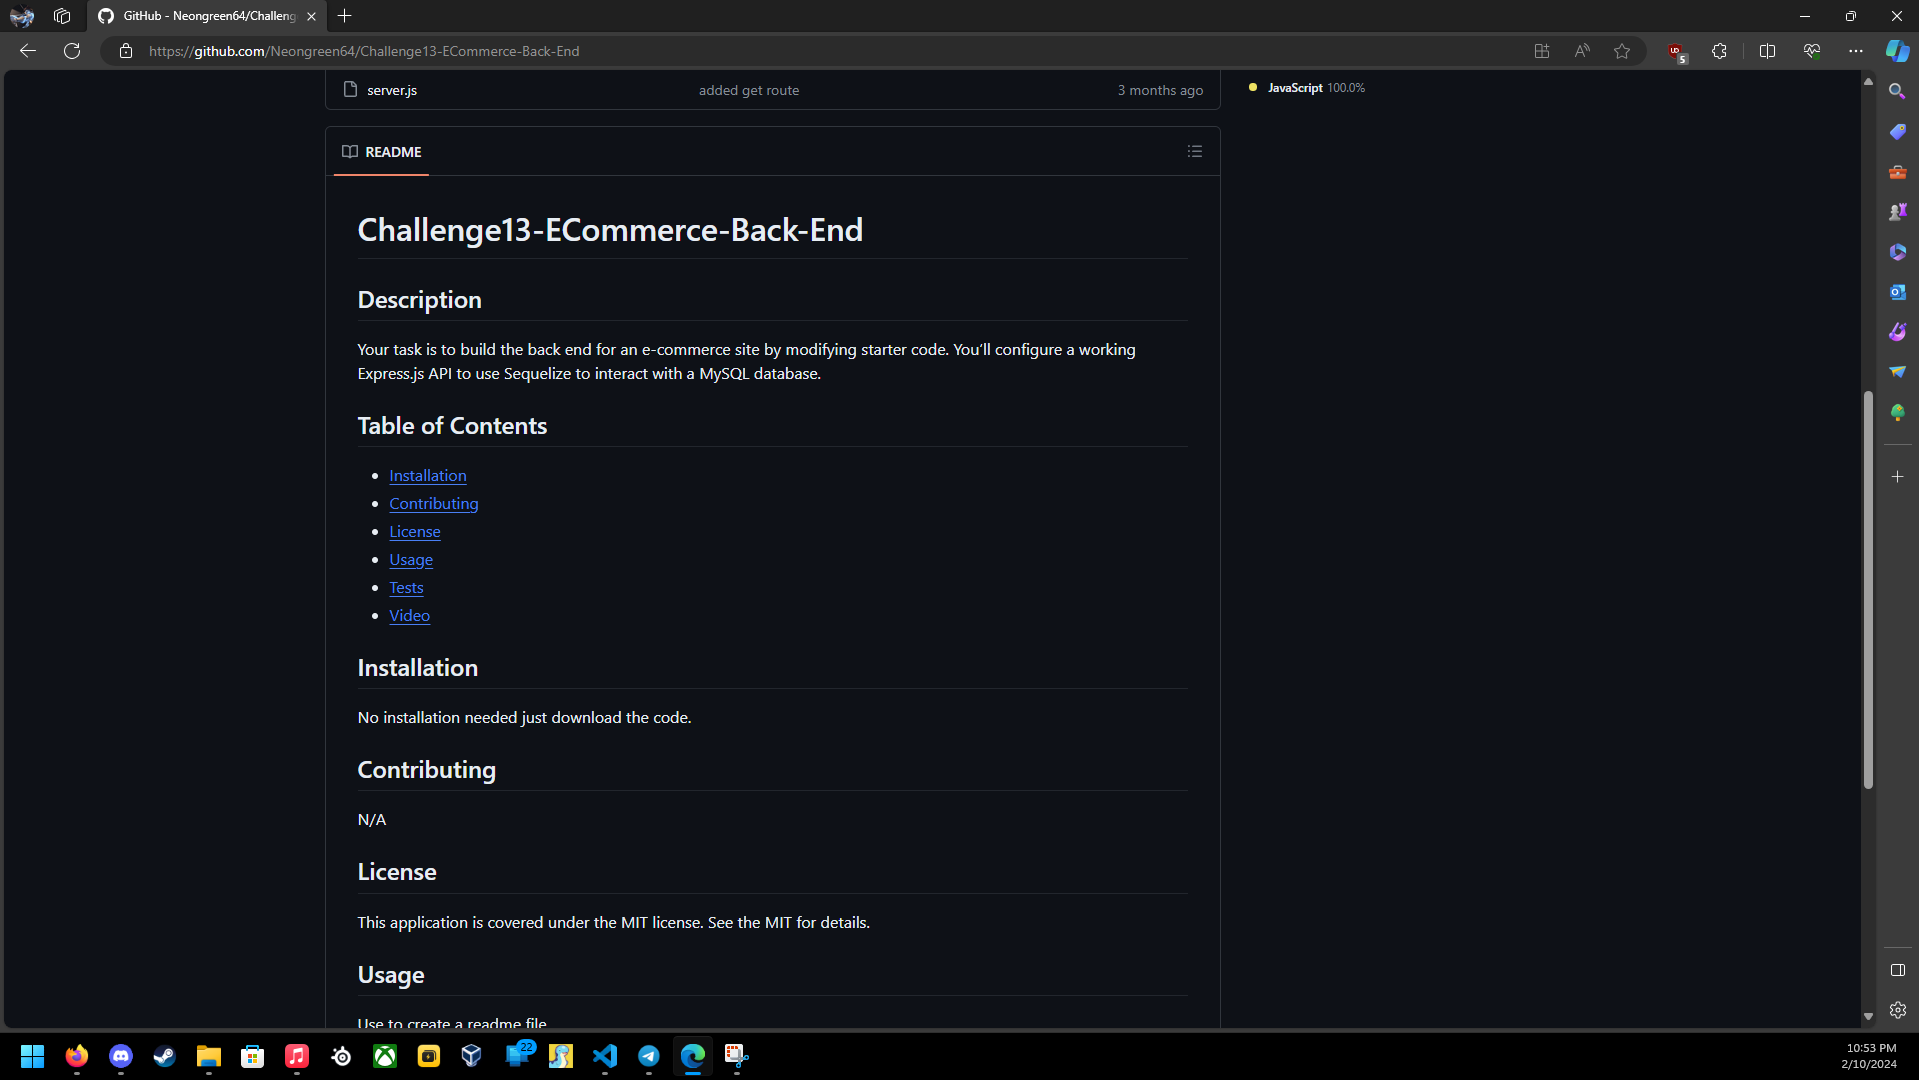 GitHub - Neongreen64/Challeng
https://github.com/Neongreen64/Challenge13-ECommerce-Back-End
5
server.js added get route 3 months ago
JavaScript 100.0%
README
Challenge13-ECommerce-Back-End
Description
Your task is to build the back end for an e-commerce site by modifying starter code. You’ll configure a working
Express.js API to use Sequelize to interact with a MySQL database.
Table of Contents
Installation
Contributing
License
Usage
Tests
Video
Installation
No installation needed just download the code.
Contributing
N/A
License
This application is covered under the MIT license. See the MIT for details.
Usage
Use to create a readme file
22
10:53 PM
2/10/2024